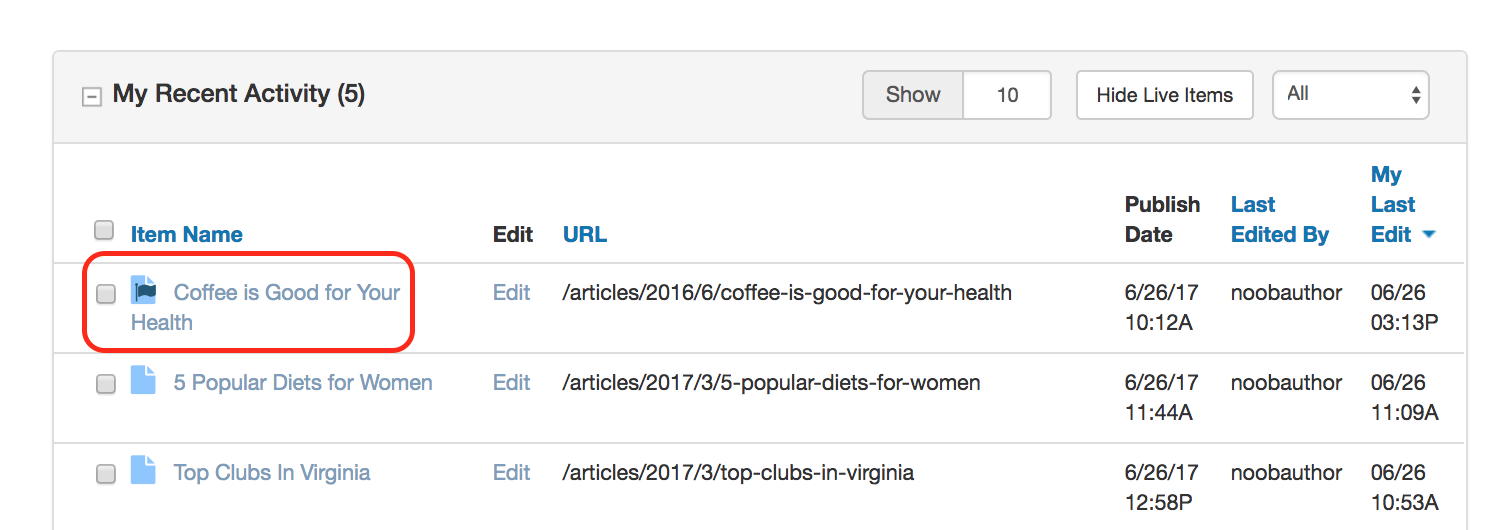 My Recent Activity (5) Show 10 Hide Live Items All
Item Name Edit URL Publish Date Last Edited By My Last Edit
Coffee is Good for Your Health Edit /articles/2016/6/coffee-is-good-for-your-health 6/26/17 10:12A noobauthor 06/26 03:13P
5 Popular Diets for Women Edit /articles/2017/3/5-popular-diets-for-women 6/26/17 11:44A noobauthor 06/26 11:09A
Top Clubs In Virginia Edit /articles/2017/3/top-clubs-in-virginia 6/26/17 12:58P noobauthor 06/26 10:53A